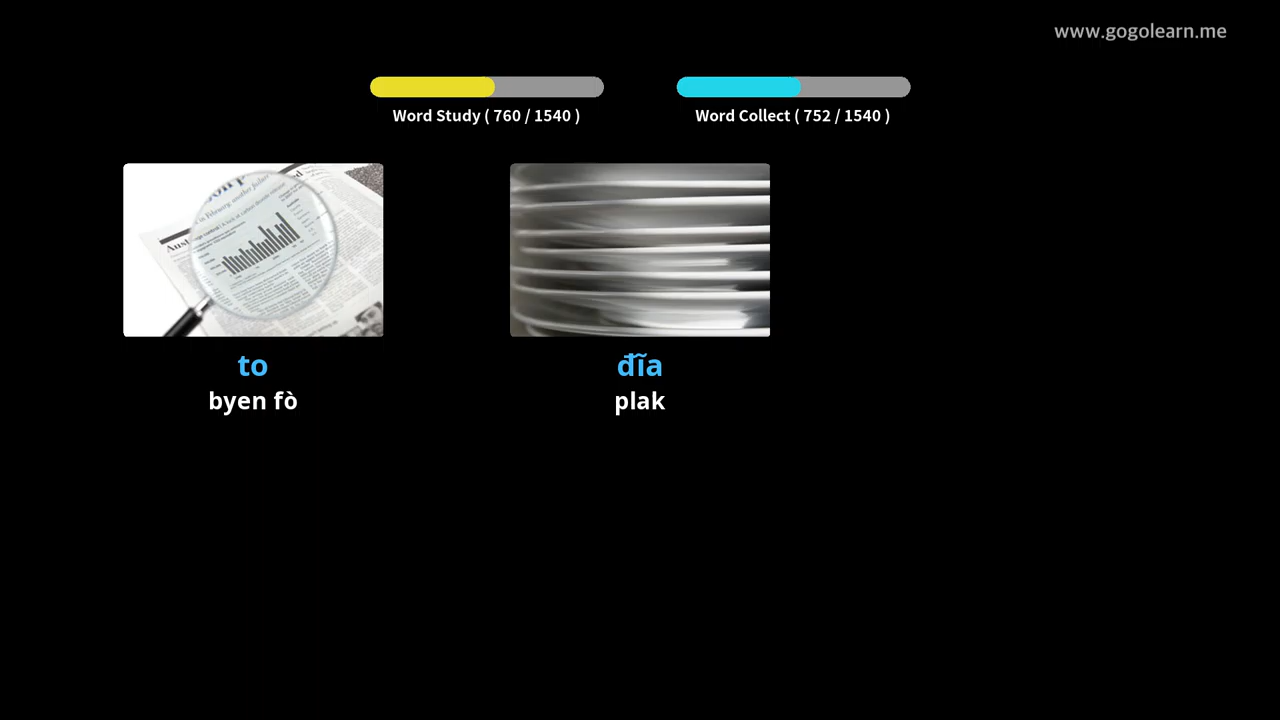 www.gogolearn.me
Word Study ( 760 / 1540 )
Word Collect ( 752 / 1540 )
to
byen fò
đĩa
plak